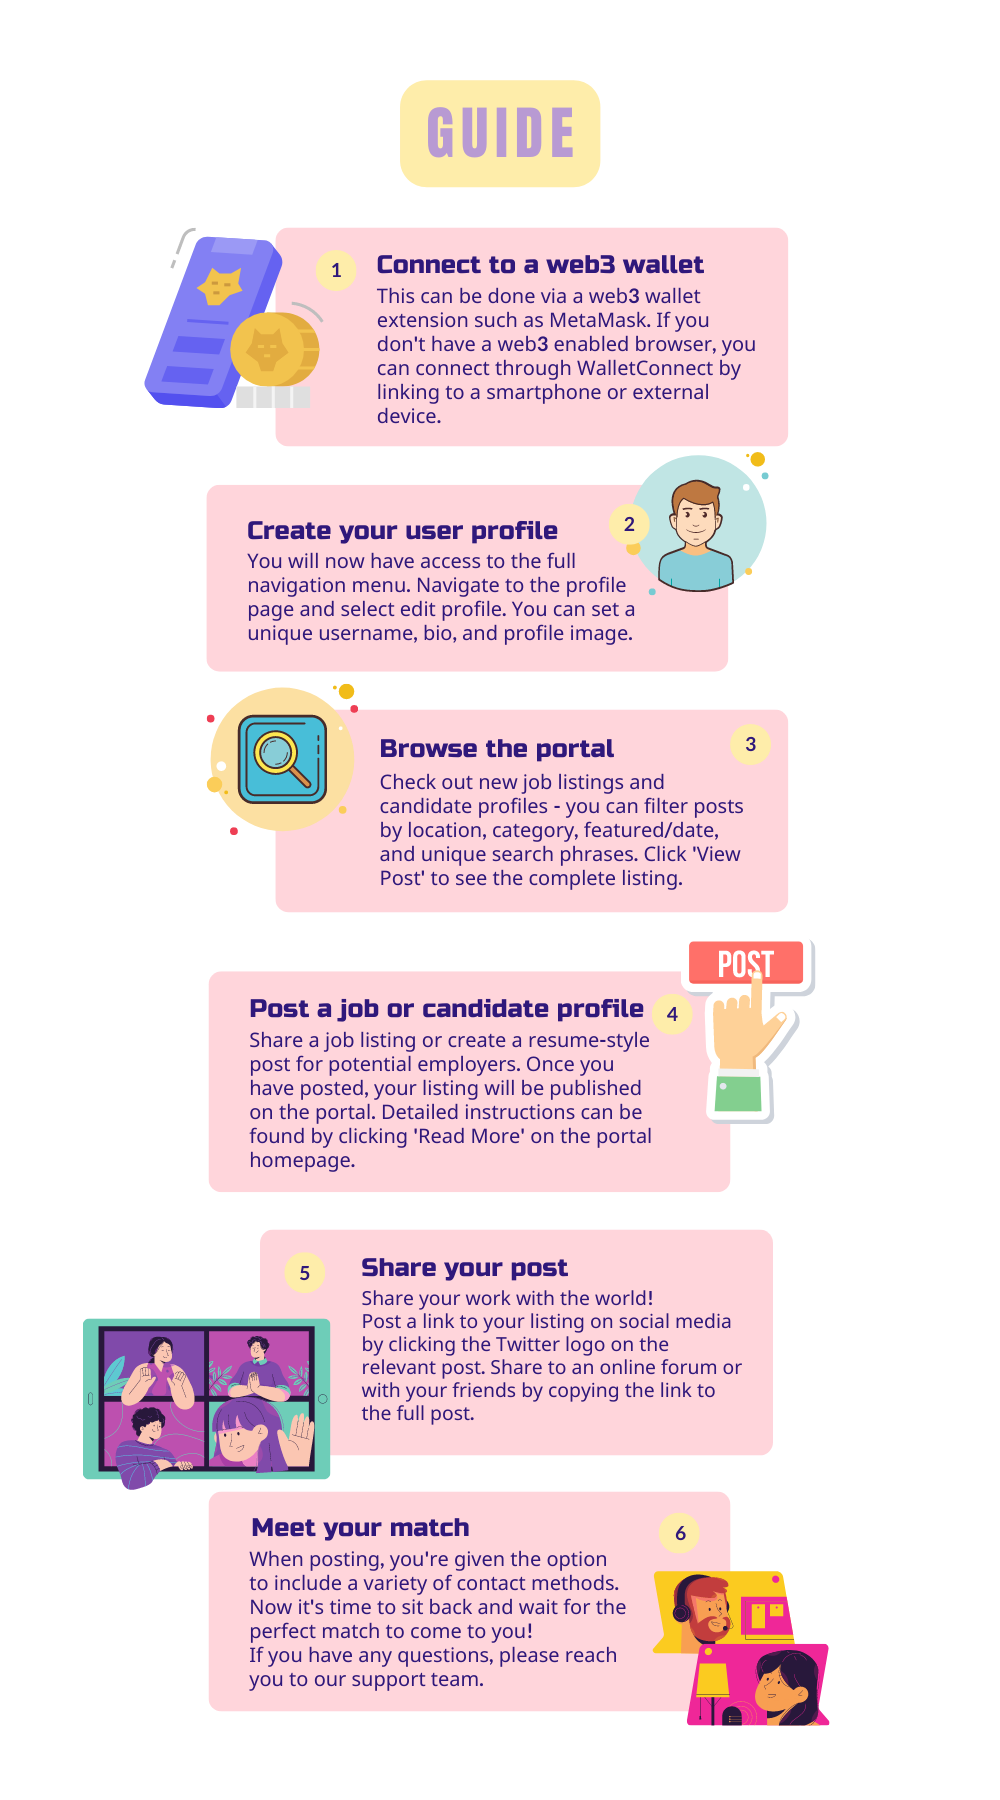 GUIDE
1
Connect to a web3 wallet
This can be done via a web3 wallet
extension such as MetaMask. If you
don't have a web3 enabled browser, you
can connect through WalletConnect by
linking to a smartphone or external
device.
2
Create your user profile
You will now have access to the full
navigation menu. Navigate to the profile
page and select edit profile. You can set a
unique username, bio, and profile image.
3
Browse the portal
Check out new job listings and
candidate profiles - you can filter posts
by location, category, featured/date,
and unique search phrases. Click 'View
Post' to see the complete listing.
POST
4
Post a job or candidate profile
Share a job listing or create a resume-style
post for potential employers. Once you
have posted, your listing will be published
on the portal. Detailed instructions can be
found by clicking 'Read More' on the portal
homepage.
5
Share your post
Share your work with the world!
Post a link to your listing on social media
by clicking the Twitter logo on the
relevant post. Share to an online forum or
with your friends by copying the link to
the full post.
6
Meet your match
When posting, you're given the option
to include a variety of contact methods.
Now it's time to sit back and wait for the
perfect match to come to you!
If you have any questions, please reach
you to our support team.